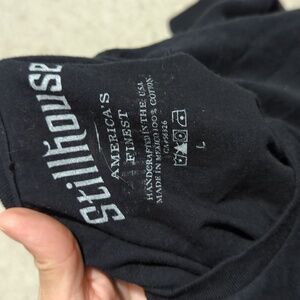 Stillhouse
AMERICA'S
FINEST
HANDCRAFTED IN THE USA
MADE IN MEXICO 100% COTTON
L